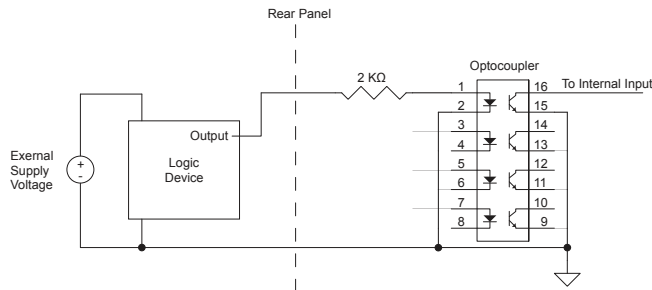 Rear Panel
2 KΩ
Optocoupler
1
16
To Internal Input
2
15
Output
3
14
4
13
Exernal
Supply
Voltage
+
-
Logic
Device
5
12
6
11
7
10
8
9